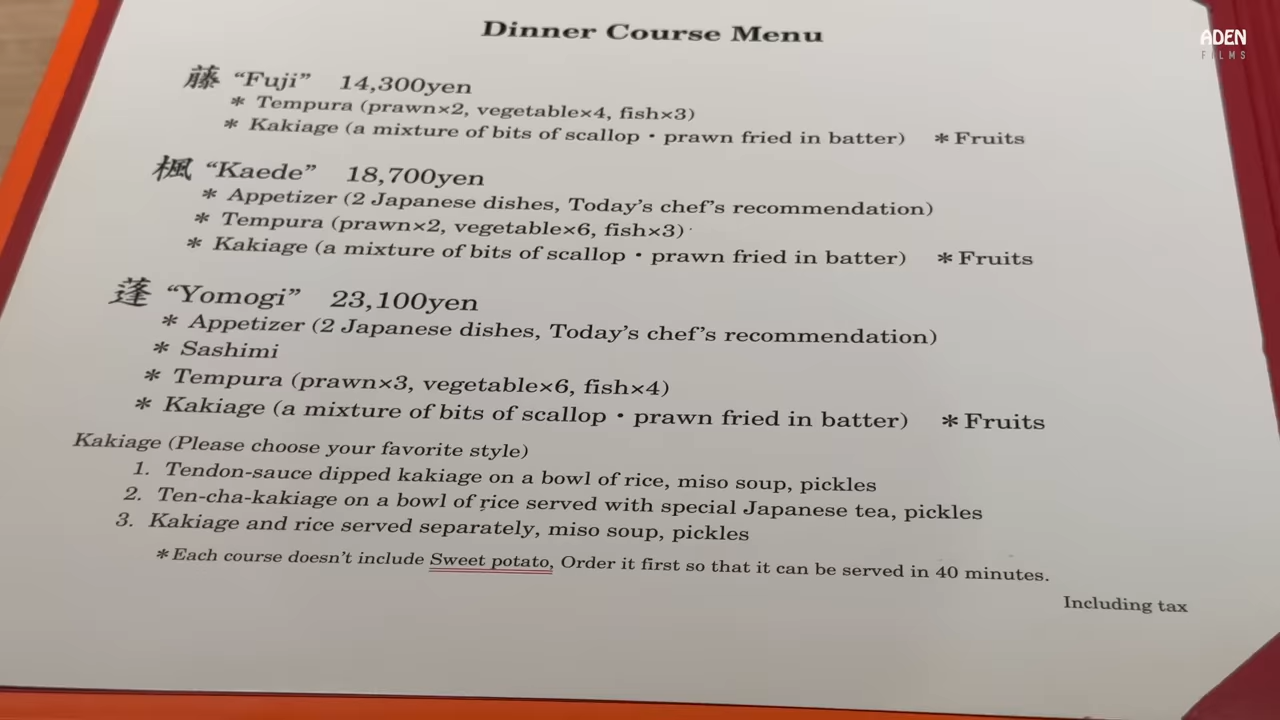 Dinner Course Menu
ADEN
FILMS
藤 “Fuji” 14,300yen
* Tempura (prawn×2, vegetable×4, fish×3)
* Kakiage (a mixture of bits of scallop・prawn fried in batter) * Fruits
楓 “Kaede” 18,700yen
* Appetizer (2 Japanese dishes, Today's chef's recommendation)
* Tempura (prawn×2, vegetable×6, fish×3)
* Kakiage (a mixture of bits of scallop・prawn fried in batter) * Fruits
蓬 “Yomogi” 23,100yen
* Appetizer (2 Japanese dishes, Today's chef's recommendation)
* Sashimi
* Tempura (prawn×3, vegetable×6, fish×4)
* Kakiage (a mixture of bits of scallop・prawn fried in batter) * Fruits
Kakiage (Please choose your favorite style)
1. Tendon-sauce dipped kakiage on a bowl of rice, miso soup, pickles
2. Ten-cha-kakiage on a bowl of rice served with special Japanese tea, pickles
3. Kakiage and rice served separately, miso soup, pickles
*Each course doesn't include Sweet potato, Order it first so that it can be served in 40 minutes.
Including tax